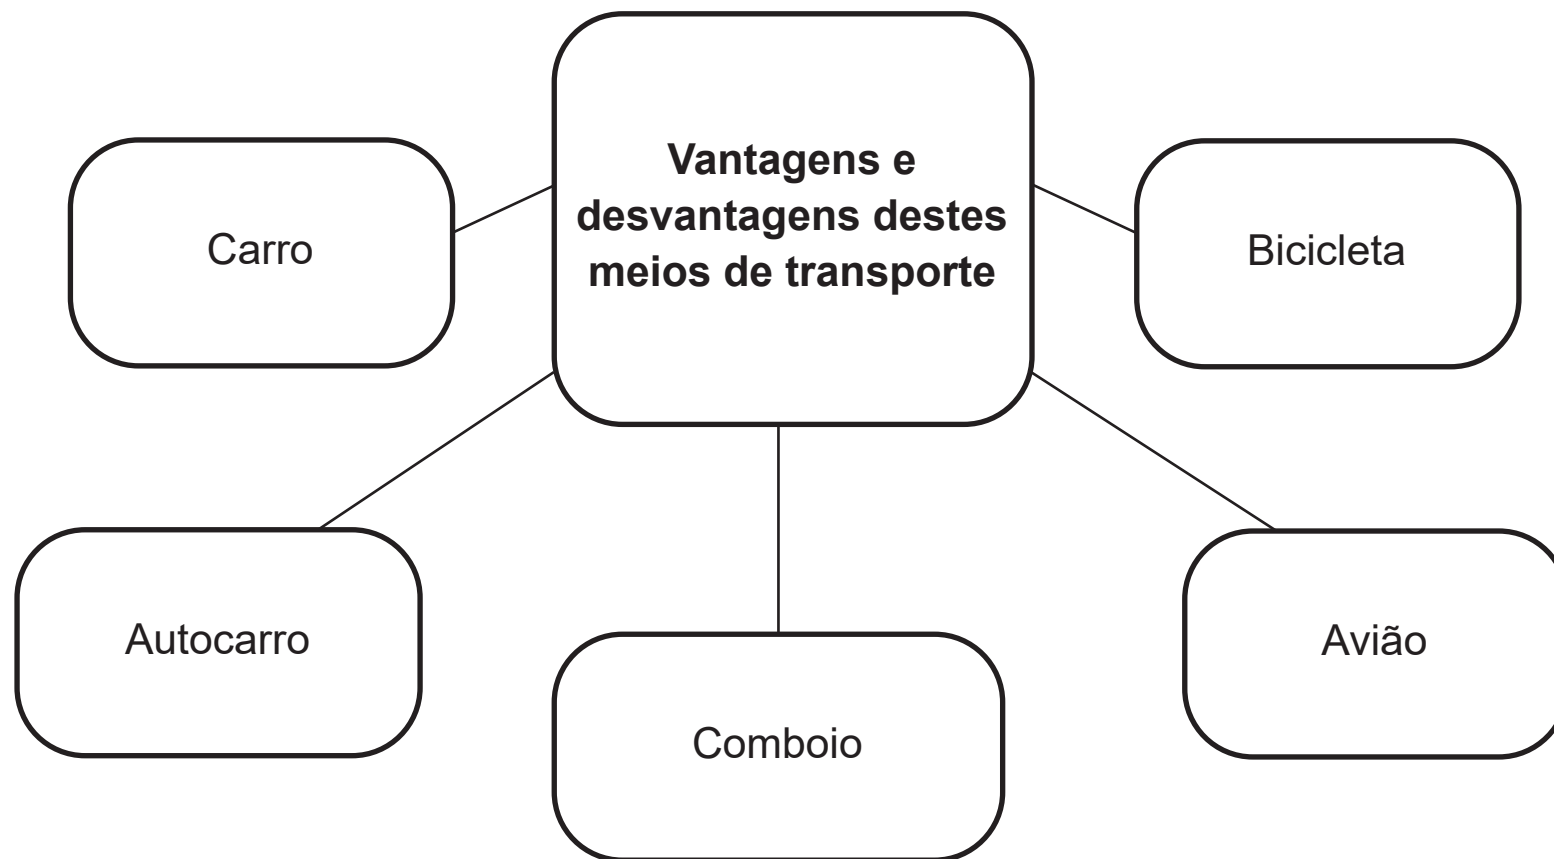 Vantagens e
desvantagens destes
meios de transporte
Carro
Bicicleta
Autocarro
Avião
Comboio